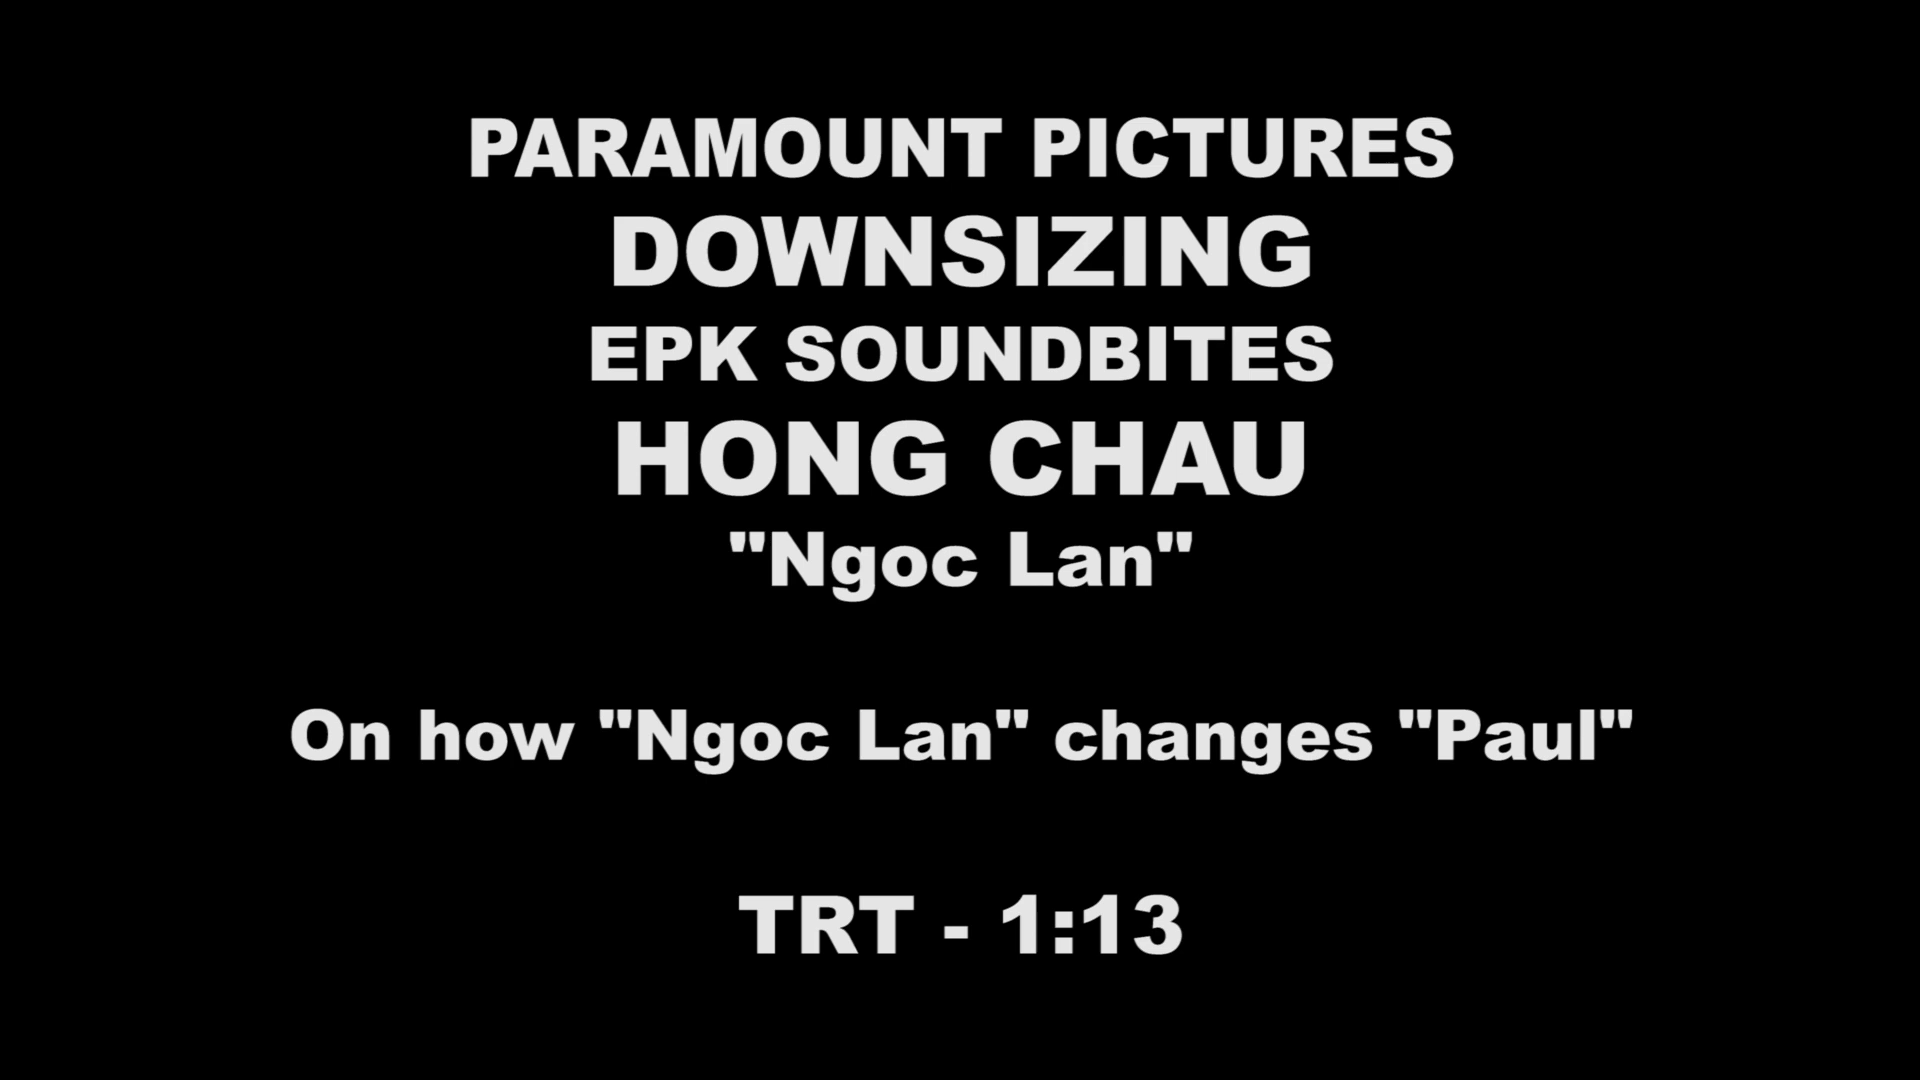 PARAMOUNT PICTURES
DOWNSIZING
EPK SOUNDBITES
HONG CHAU
"Ngoc Lan"
On how "Ngoc Lan" changes "Paul"
TRT - 1:13